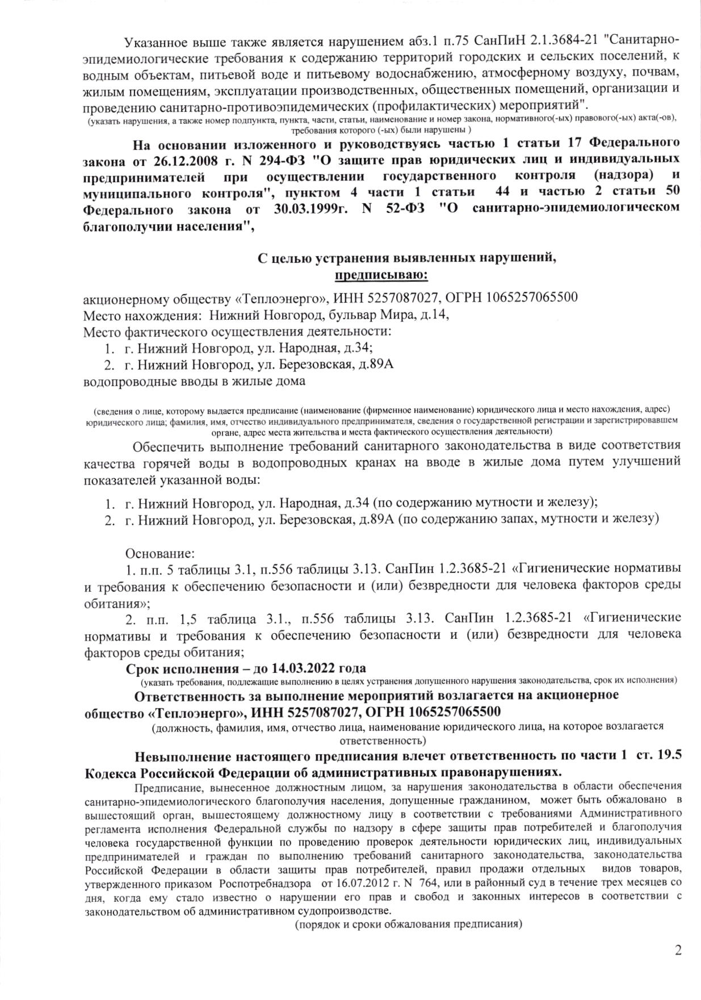 Указанное выше также является нарушением абз.1 п.75 СанПиН 2.1.3684-21 "Санитарно-
эпидемиологические требования к содержанию территорий городских и сельских поселений, к
водным объектам, питьевой воде и питьевому водоснабжению, атмосферному воздуху, почвам,
жилым помещениям, эксплуатации производственных, общественных помещений, организации и
проведению санитарно-противоэпидемических (профилактических) мероприятий".
(указать нарушения, а также номер подпункта, пункта, части, статьи, наименование и номер закона, нормативного(-ых) правового(-ых) акта(-ов),
требования которого (-ых) были нарушены )
На основании изложенного и руководствуясь частью 1 статьи 17 Федерального
закона от 26.12.2008 г. N 294-ФЗ "О защите прав юридических лиц и индивидуальных
предпринимателей при осуществлении государственного контроля (надзора) и
муниципального контроля", пунктом 4 части 1 статьи 44 и частью 2 статьи 50
Федерального закона от 30.03.1999г. N 52-ФЗ "О санитарно-эпидемиологическом
благополучии населения",
С целью устранения выявленных нарушений,
предписываю:
акционерному обществу «Теплоэнерго», ИНН 5257087027, ОГРН 1065257065500
Место нахождения: Нижний Новгород, бульвар Мира, д.14,
Место фактического осуществления деятельности:
1. г. Нижний Новгород, ул. Народная, д.34;
2. г. Нижний Новгород, ул. Березовская, д.89А
водопроводные вводы в жилые дома
(сведения о лице, которому выдается предписание (наименование (фирменное наименование) юридического лица и место нахождения, адрес)
юридического лица; фамилия, имя, отчество индивидуального предпринимателя, сведения о государственной регистрации и зарегистрировавшем
органе, адрес места жительства и места фактического осуществления деятельности)
Обеспечить выполнение требований санитарного законодательства в виде соответствия
качества горячей воды в водопроводных кранах на вводе в жилые дома путем улучшений
показателей указанной воды:
1. г. Нижний Новгород, ул. Народная, д.34 (по содержанию мутности и железу);
2. г. Нижний Новгород, ул. Березовская, д.89А (по содержанию запах, мутности и железу)
Основание:
1. п.п. 5 таблицы 3.1, п.556 таблицы 3.13. СанПин 1.2.3685-21 «Гигиенические нормативы
и требования к обеспечению безопасности и (или) безвредности для человека факторов среды
обитания»;
2. п.п. 1,5 таблица 3.1., п.556 таблицы 3.13. СанПин 1.2.3685-21 «Гигиенические
нормативы и требования к обеспечению безопасности и (или) безвредности для человека
факторов среды обитания;
Срок исполнения – до 14.03.2022 года
(указать требования, подлежащие выполнению в целях устранения допущенного нарушения законодательства, срок их исполнения)
Ответственность за выполнение мероприятий возлагается на акционерное
общество «Теплоэнерго», ИНН 5257087027, ОГРН 1065257065500
(должность, фамилия, имя, отчество лица, наименование юридического лица, на которое возлагается
ответственность)
Невыполнение настоящего предписания влечет ответственность по части 1 ст. 19.5
Кодекса Российской Федерации об административных правонарушениях.
Предписание, вынесенное должностным лицом, за нарушения законодательства в области обеспечения
санитарно-эпидемиологического благополучия населения, допущенные гражданином, может быть обжаловано в
вышестоящий орган, вышестоящему должностному лицу в соответствии с требованиями Административного
регламента исполнения Федеральной службы по надзору в сфере защиты прав потребителей и благополучия
человека государственной функции по проведению проверок деятельности юридических лиц, индивидуальных
предпринимателей и граждан по выполнению требований санитарного законодательства, законодательства
Российской Федерации в области защиты прав потребителей, правил продажи отдельных видов товаров,
утвержденного приказом Роспотребнадзора от 16.07.2012 г. N 764, или в районный суд в течение трех месяцев со
дня, когда ему стало известно о нарушении его прав и свобод и законных интересов в соответствии с
законодательством об административном судопроизводстве.
(порядок и сроки обжалования предписания)
2